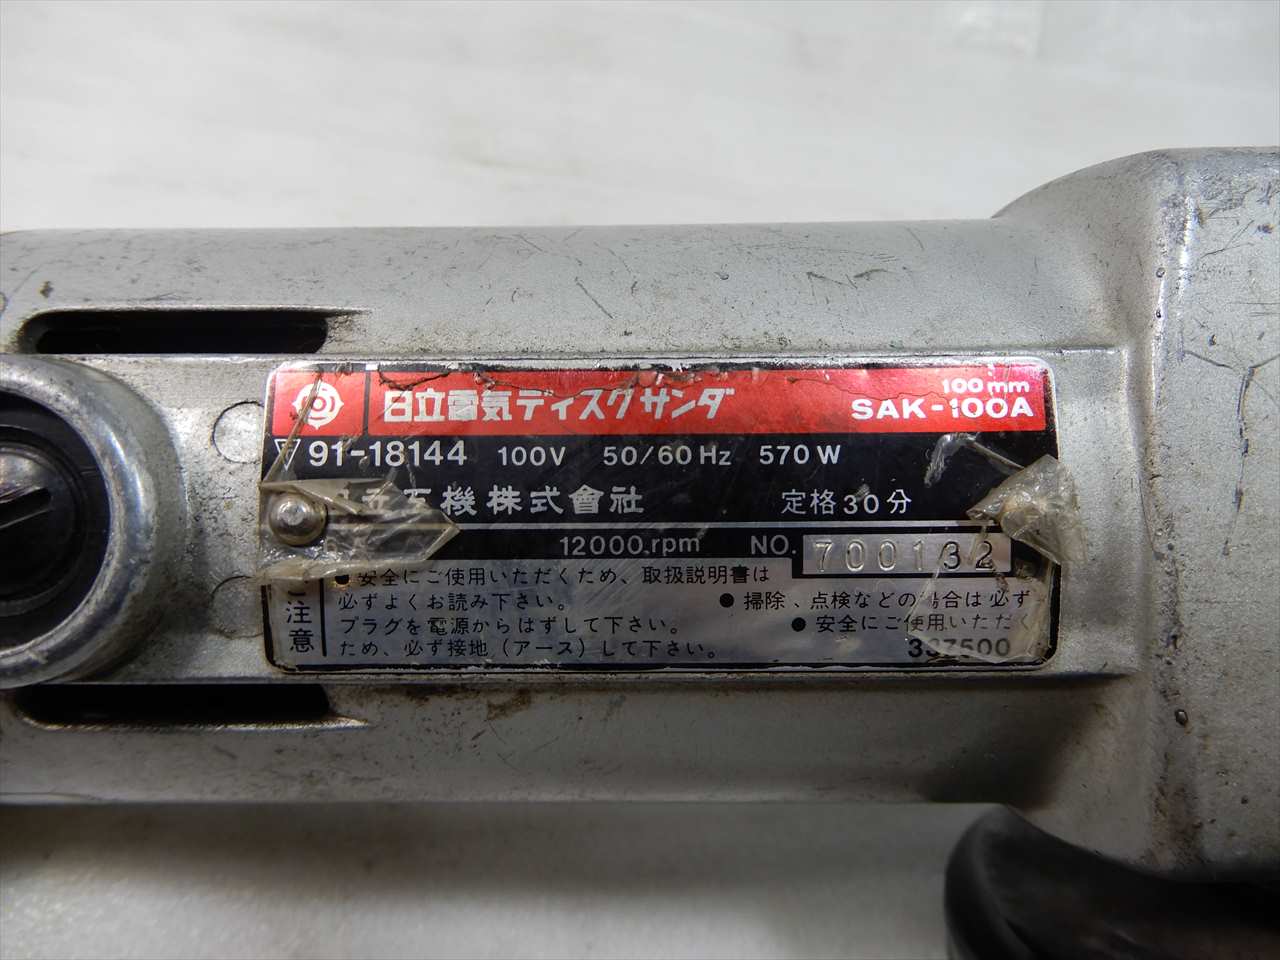 日立電気ディスクサンダ 100mm SAK-100A
▽91-18144 100V 50/60Hz 570W
立工機株式會社 定格30分
12000.rpm NO. 700132
ご注意
●安全にご使用いただくため、取扱説明書は
必ずよくお読み下さい。 ●掃除、点検などの場合は必ず
プラグを電源からはずして下さい。 ●安全にご使用いただく
ため、必ず接地(アース)して下さい。 337500